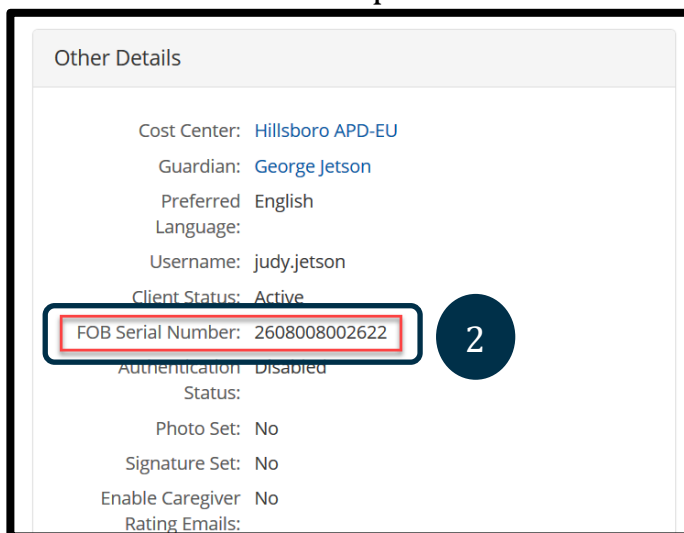 Other Details
Cost Center: Hillsboro APD-EU
Guardian: George Jetson
Preferred English
Language:
Username: judy.jetson
Client Status: Active
FOB Serial Number: 2608008002622
2
Authentication Disabled
Status:
Photo Set: No
Signature Set: No
Enable Caregiver No
Rating Emails: